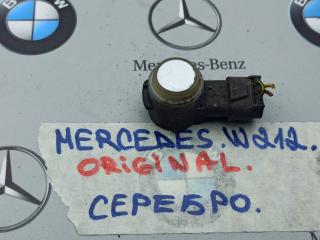 Mercedes-Benz
MERCEDES.W212.
ORIGINAL.
СЕРЕБРО.